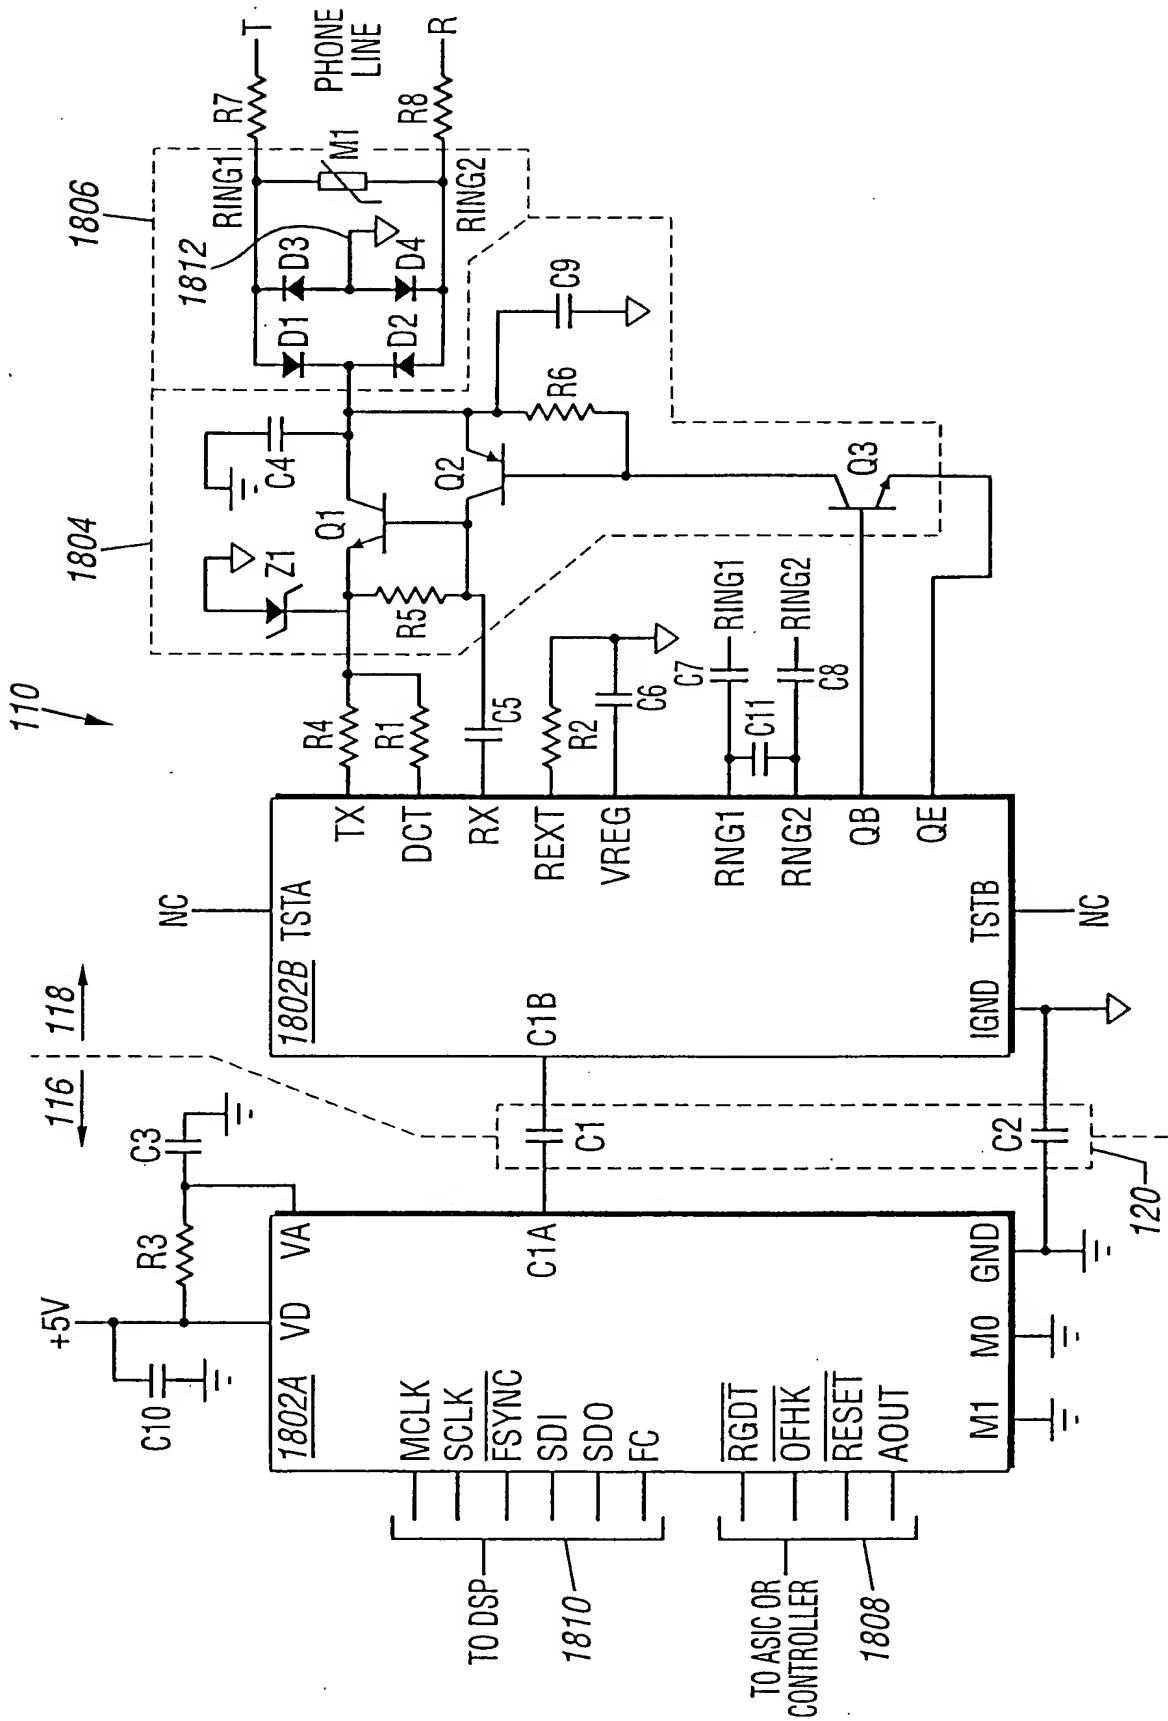 110
116
118
+5V
C10
R3
C3
VD
VA
1802A
MCLK
SCLK
FSYNC
SDI
SDO
FC
RGDT
OFHK
RESET
AOUT
M1
M0
GND
C1A
TO DSP
1810
TO ASIC OR
CONTROLLER
1808
C1
C2
120
NC
TSTA
1802B
C1B
IGND
TSTB
NC
TX
DCT
RX
REXT
VREG
RNG1
RNG2
QB
QE
R4
R1
C5
R2
C6
C7
RING1
C11
C8
RING2
1804
Z1
R5
Q1
C4
Q2
R6
C9
Q3
1806
1812
D1
D2
D3
D4
RING1
M1
RING2
R7
R8
T
PHONE
LINE
R